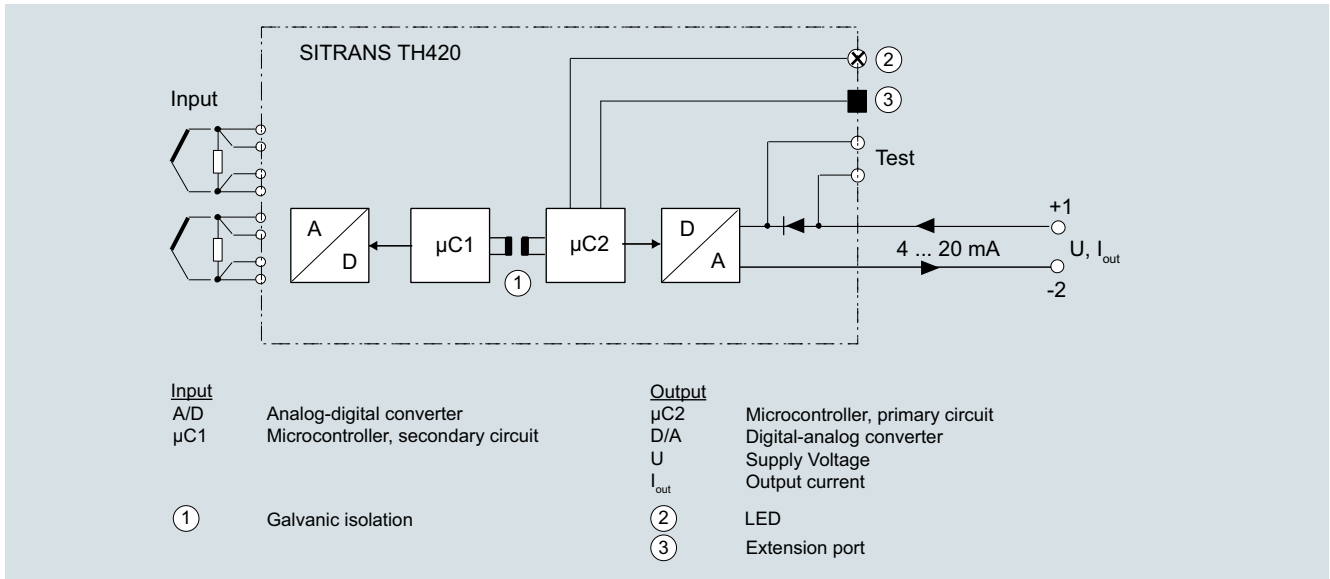 SITRANS TH420
2
Input
3
Test
+1
A
D
µC1
µC2
D
A
4 ... 20 mA
U, Iout
1
-2
Input
A/D Analog-digital converter
µC1 Microcontroller, secondary circuit
1 Galvanic isolation
Output
µC2 Microcontroller, primary circuit
D/A Digital-analog converter
U Supply Voltage
Iout Output current
2 LED
3 Extension port